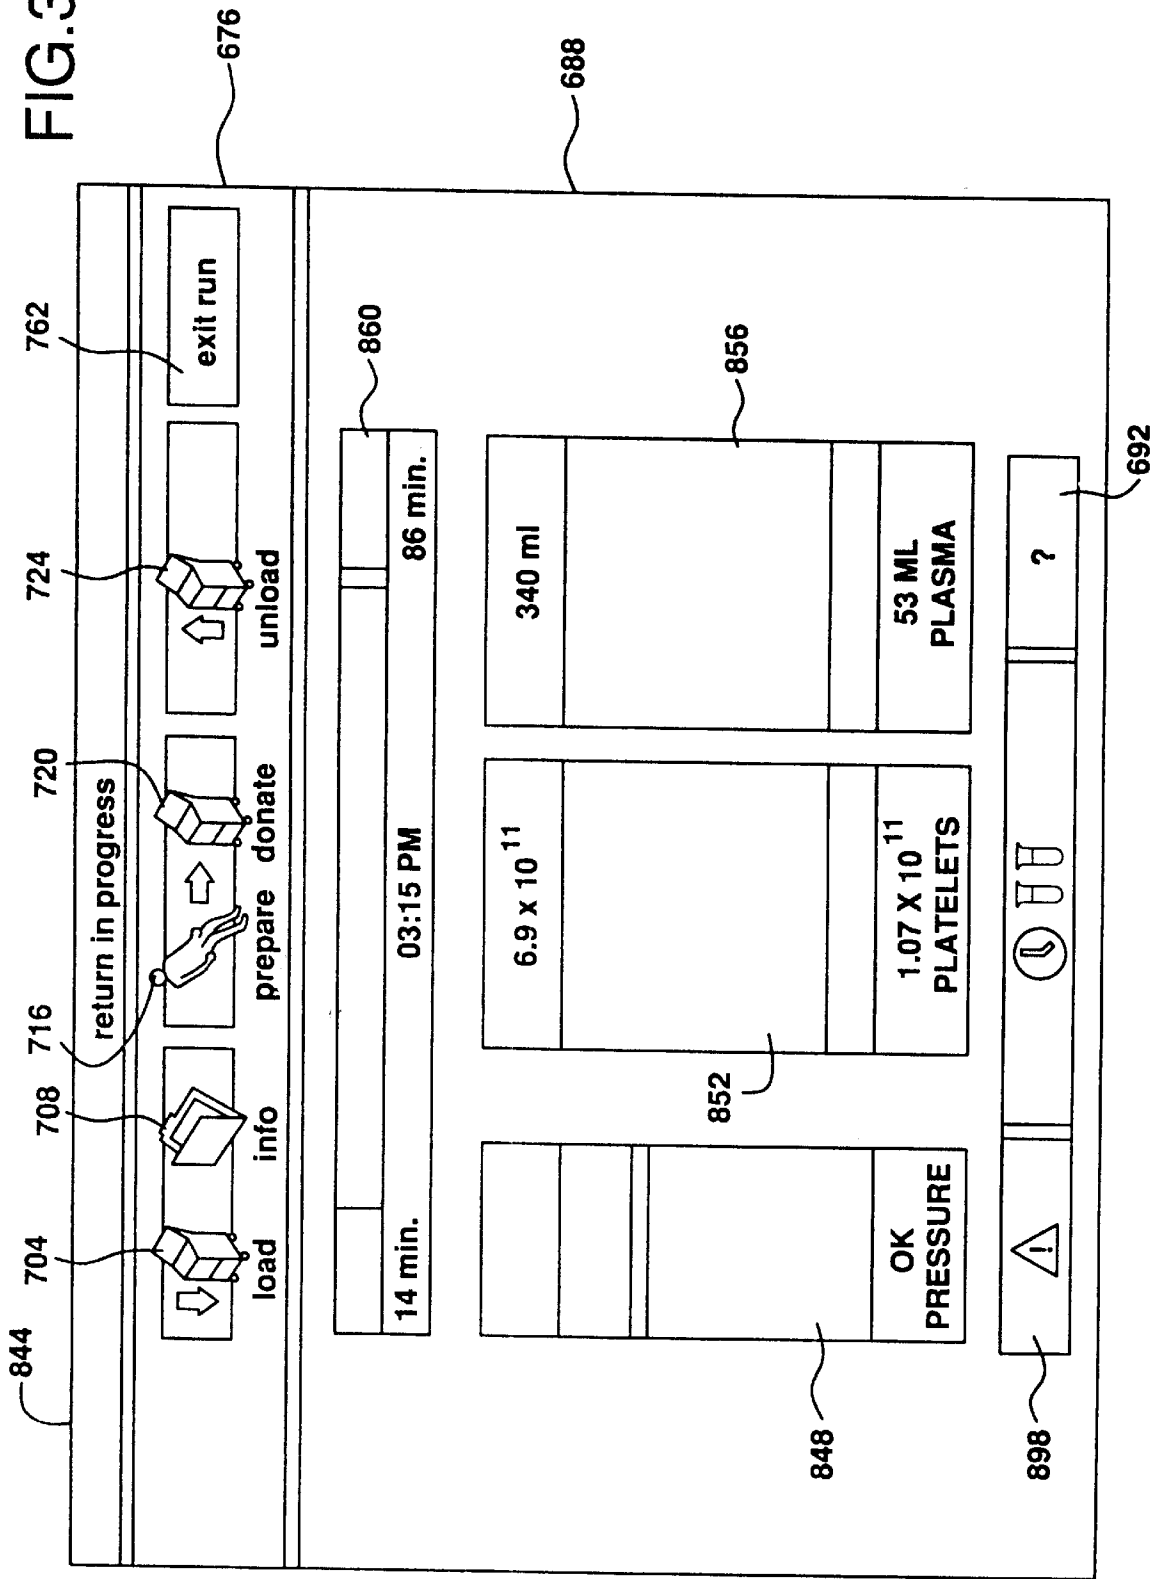 FIG.3
844
704
708
716
720
724
762
676
return in progress
load
info
prepare
donate
unload
exit run
860
14 min.
03:15 PM
86 min.
688
6.9 x 10^11
340 ml
848
852
856
OK
PRESSURE
1.07 X 10^11
PLATELETS
53 ML
PLASMA
898
!
?
692